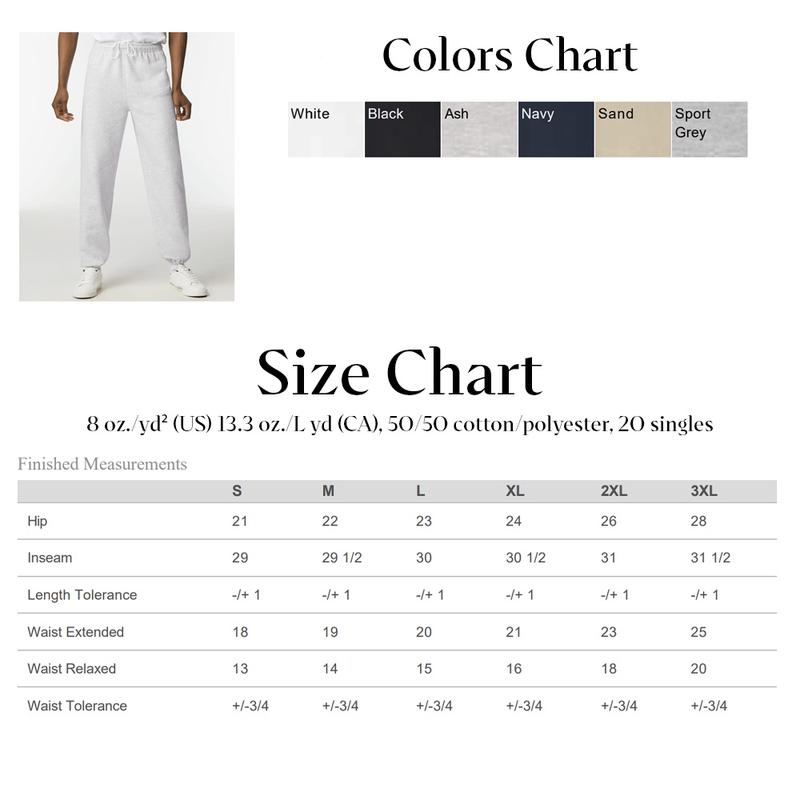 Colors Chart
White Black Ash Navy Sand Sport Grey
Size Chart
8 oz./yd² (US) 13.3 oz./L yd (CA), 50/50 cotton/polyester, 20 singles
Finished Measurements
S M L XL 2XL 3XL
Hip 21 22 23 24 26 28
Inseam 29 29 1/2 30 30 1/2 31 31 1/2
Length Tolerance -/+ 1 -/+ 1 -/+ 1 -/+ 1 -/+ 1 -/+ 1
Waist Extended 18 19 20 21 23 25
Waist Relaxed 13 14 15 16 18 20
Waist Tolerance +/-3/4 +/-3/4 +/-3/4 +/-3/4 +/-3/4 +/-3/4